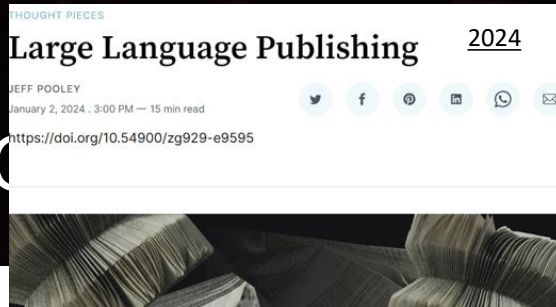 THOUGHT PIECES
Large Language Publishing
2024
JEFF POOLEY
January 2, 2024 . 3:00 PM — 15 min read
https://doi.org/10.54900/zg929-e9595